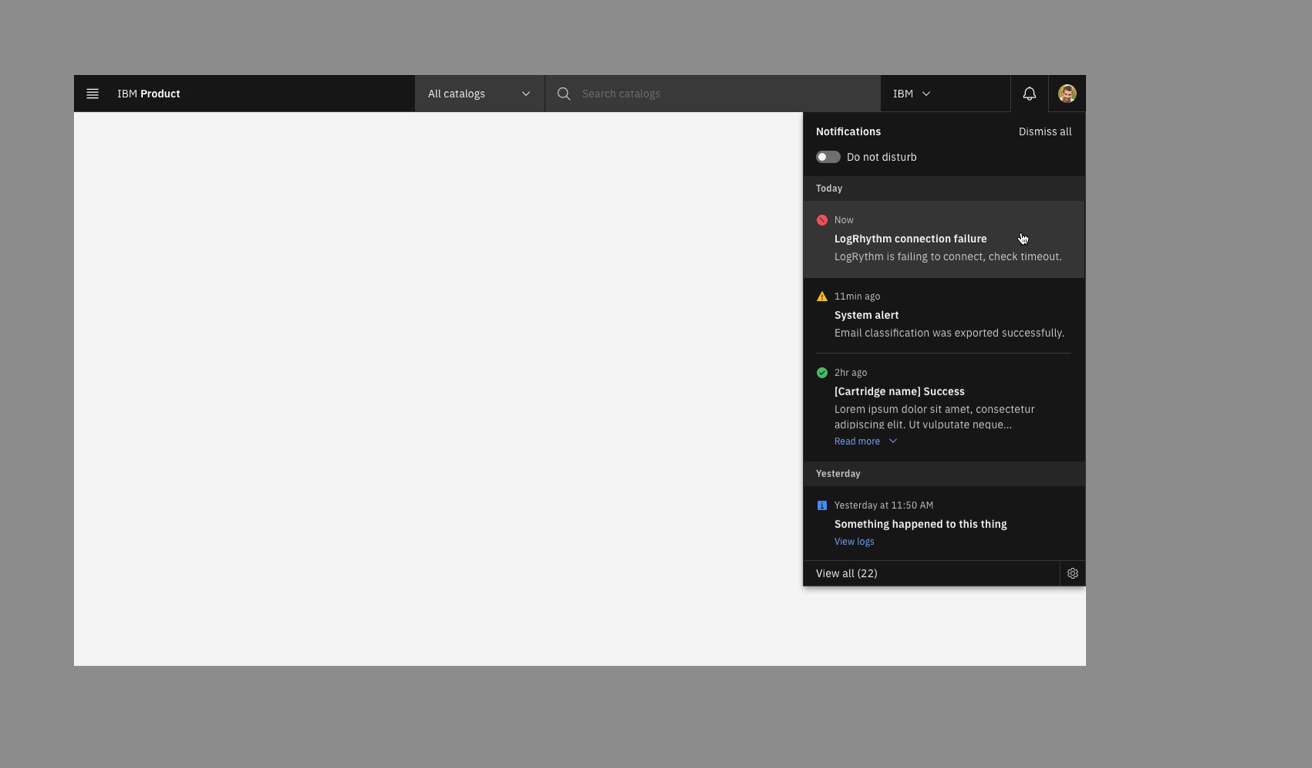 IBM Product
All catalogs
Search catalogs
IBM
Notifications
Dismiss all
Do not disturb
Today
Now
LogRhythm connection failure
LogRythm is failing to connect, check timeout.
11min ago
System alert
Email classification was exported successfully.
2hr ago
[Cartridge name] Success
Lorem ipsum dolor sit amet, consectetur
adipiscing elit. Ut vulputate neque...
Read more
Yesterday
Yesterday at 11:50 AM
Something happened to this thing
View logs
View all (22)